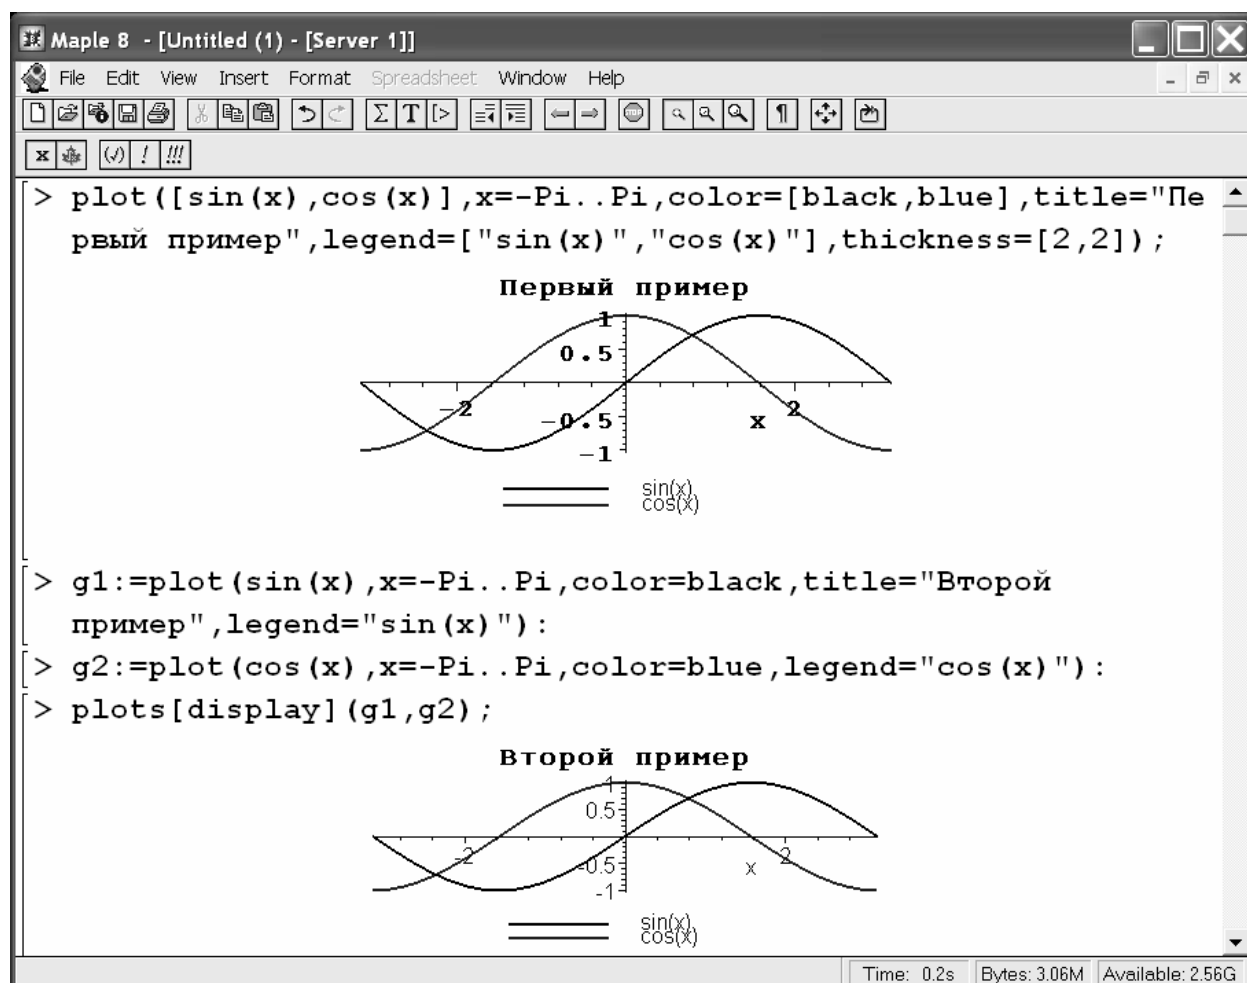 Maple 8 - [Untitled (1) - [Server 1]]
File Edit View Insert Format Spreadsheet Window Help
> plot([sin(x),cos(x)],x=-Pi..Pi,color=[black,blue],title="Пе
рвый пример",legend=["sin(x)","cos(x)"],thickness=[2,2]);
Первый пример
1
0.5
-2
2
-0.5
x
-1
sin(x)
cos(x)
> g1:=plot(sin(x),x=-Pi..Pi,color=black,title="Второй
пример",legend="sin(x)"):
> g2:=plot(cos(x),x=-Pi..Pi,color=blue,legend="cos(x)"):
> plots[display](g1,g2);
Второй пример
1
0.5
-2
2
-0.5
x
-1
sin(x)
cos(x)
Time: 0.2s Bytes: 3.06M Available: 2.56G